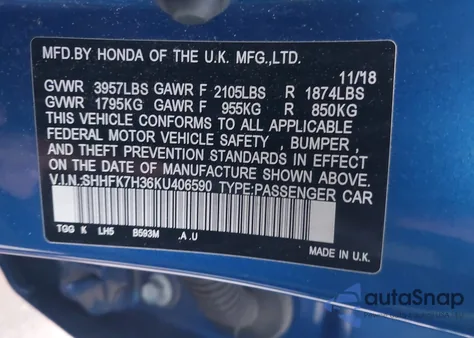 MFD.BY HONDA OF THE U.K. MFG.,LTD.
11/18
GVWR 3957LBS GAWR F 2105LBS R 1874LBS
GVWR 1795KG GAWR F 955KG R 850KG
THIS VEHICLE CONFORMS TO ALL APPLICABLE
FEDERAL MOTOR VEHICLE SAFETY , BUMPER ,
AND THEFT PREVENTION STANDARDS IN EFFECT
ON THE DATE OF MANUFACTURE SHOWN ABOVE.
V.I.N.:SHHFK7H36KU406590 TYPE:PASSENGER CAR
TGG K LH5 B593M .A .U
MADE IN U.K.
autoSnap